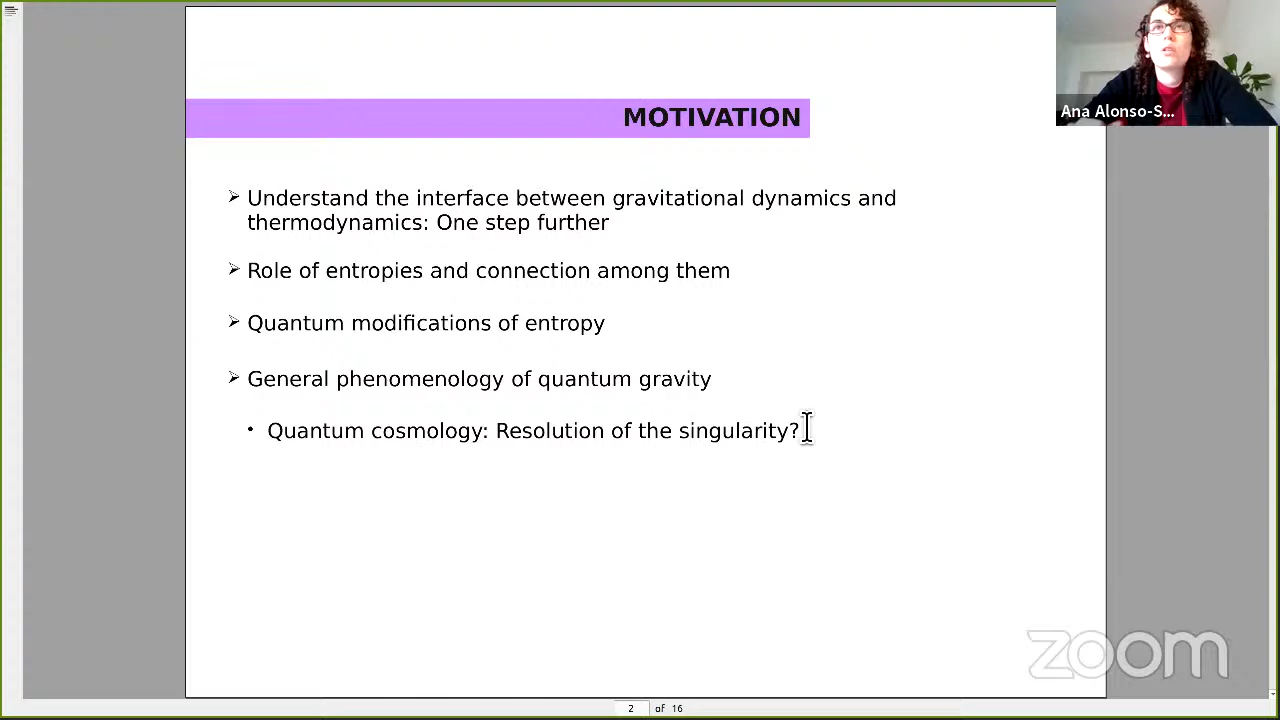 MOTIVATION
Ana Alonso-S...
➢ Understand the interface between gravitational dynamics and
thermodynamics: One step further
➢ Role of entropies and connection among them
➢ Quantum modifications of entropy
➢ General phenomenology of quantum gravity
• Quantum cosmology: Resolution of the singularity?
zoom
2 of 16